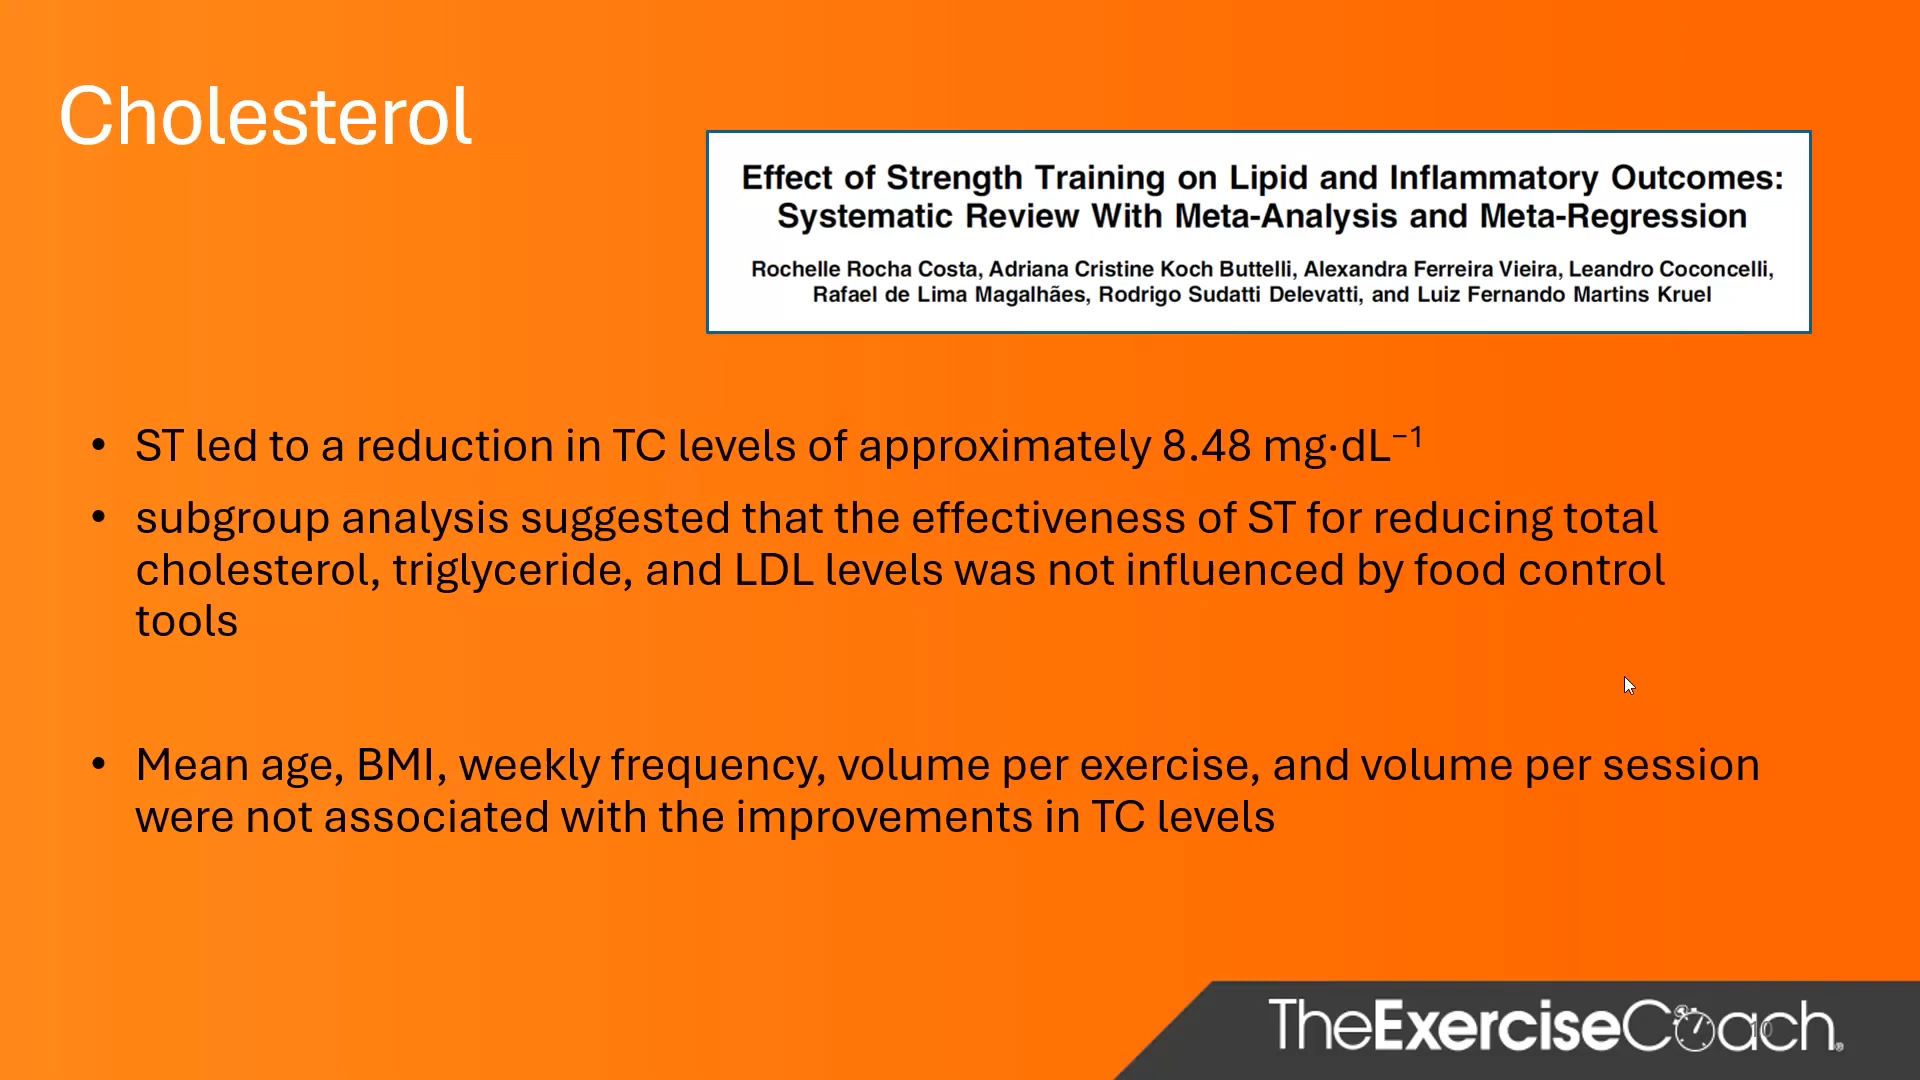 Cholesterol
Effect of Strength Training on Lipid and Inflammatory Outcomes:
Systematic Review With Meta-Analysis and Meta-Regression
Rochelle Rocha Costa, Adriana Cristine Koch Buttelli, Alexandra Ferreira Vieira, Leandro Coconcelli,
Rafael de Lima Magalhães, Rodrigo Sudatti Delevatti, and Luiz Fernando Martins Kruel
• ST led to a reduction in TC levels of approximately 8.48 mg·dL⁻¹
• subgroup analysis suggested that the effectiveness of ST for reducing total
cholesterol, triglyceride, and LDL levels was not influenced by food control
tools
• Mean age, BMI, weekly frequency, volume per exercise, and volume per session
were not associated with the improvements in TC levels
TheExerciseCoach®
10